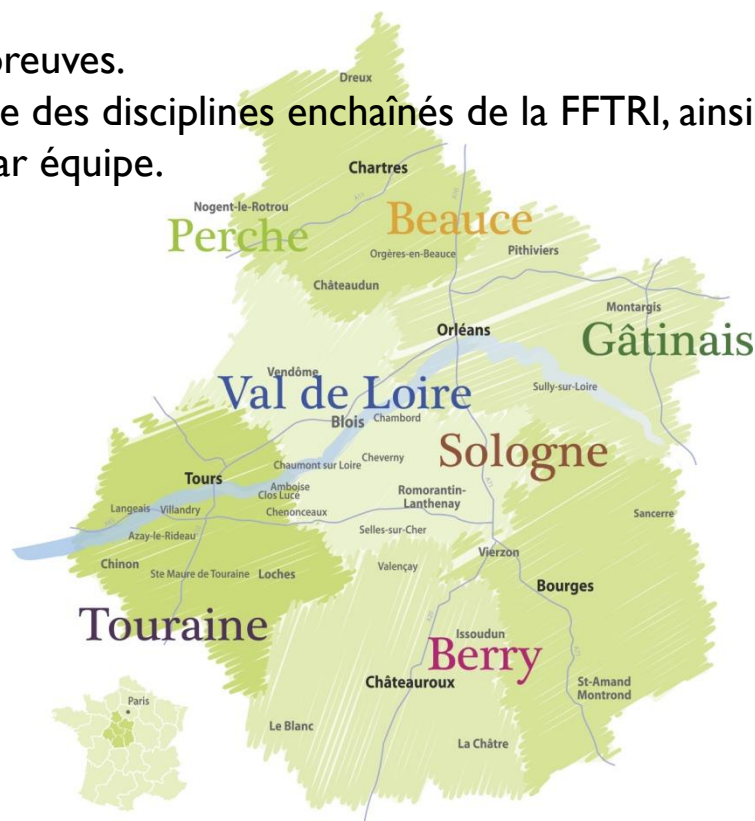 reuves.
e des disciplines enchaînés de la FFTRI, ainsi
ar équipe.
Dreux
Chartres
Nogent-le-Rotrou
Perche
Beauce
Orgères-en-Beauce
Pithiviers
Châteaudun
Montargis
Orléans
Gâtinais
Vendôme
Val de Loire
Sully-sur-Loire
Blois
Chambord
Sologne
Chaumont sur Loire
Cheverny
Tours
Amboise
Clos Luce
Romorantin-
Lanthenay
Langeais
Villandry
Chenonceaux
Sancerre
Azay-le-Rideau
Selles-sur-Cher
Vierzon
Chinon
Ste Maure de Touraine
Loches
Valençay
Bourges
Touraine
Issoudun
Berry
Châteauroux
St-Amand
Montrond
Paris
Le Blanc
La Châtre